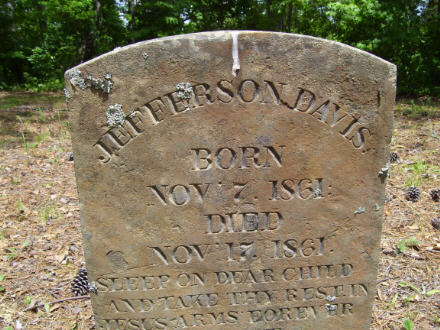 JEFFERSON DAVIS.
BORN
NOV. 7. 1861.
DIED
NOV. 17. 1861.
SLEEP ON DEAR CHILD
AND TAKE THY REST IN
JESUS ARMS FOREVER